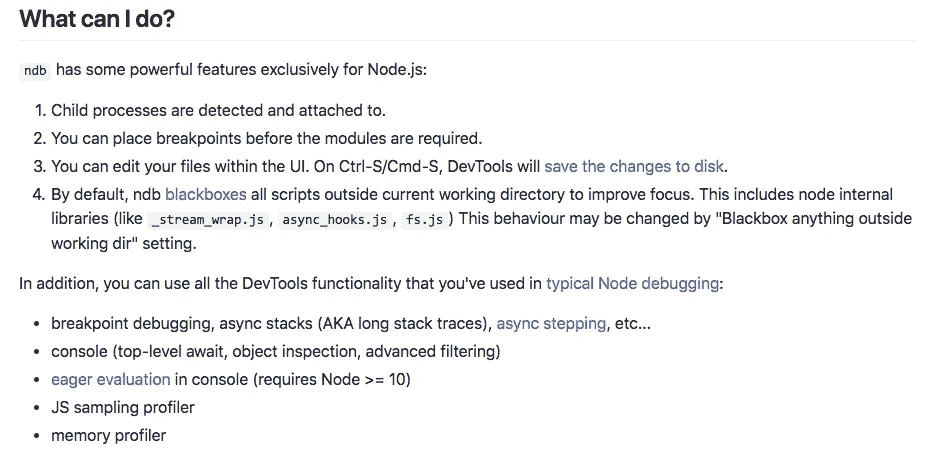 What can I do?
ndb has some powerful features exclusively for Node.js:
1. Child processes are detected and attached to.
2. You can place breakpoints before the modules are required.
3. You can edit your files within the UI. On Ctrl-S/Cmd-S, DevTools will save the changes to disk.
4. By default, ndb blackboxes all scripts outside current working directory to improve focus. This includes node internal
libraries (like _stream_wrap.js , async_hooks.js , fs.js ) This behaviour may be changed by "Blackbox anything outside
working dir" setting.
In addition, you can use all the DevTools functionality that you've used in typical Node debugging:
• breakpoint debugging, async stacks (AKA long stack traces), async stepping, etc...
• console (top-level await, object inspection, advanced filtering)
• eager evaluation in console (requires Node >= 10)
• JS sampling profiler
• memory profiler